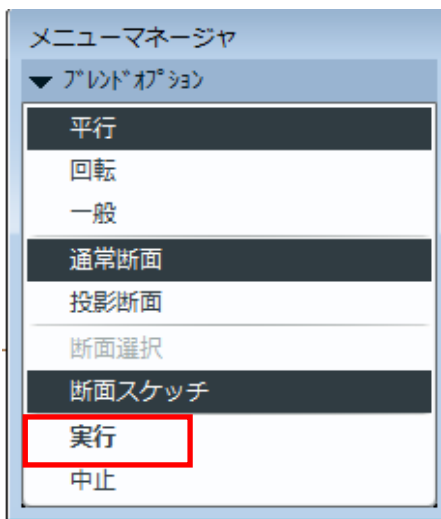 メニューマネージャ
▼ ﾌﾞﾚﾝﾄﾞｵﾌﾟｼｮﾝ
平行
回転
一般
通常断面
投影断面
断面選択
断面スケッチ
実行
中止